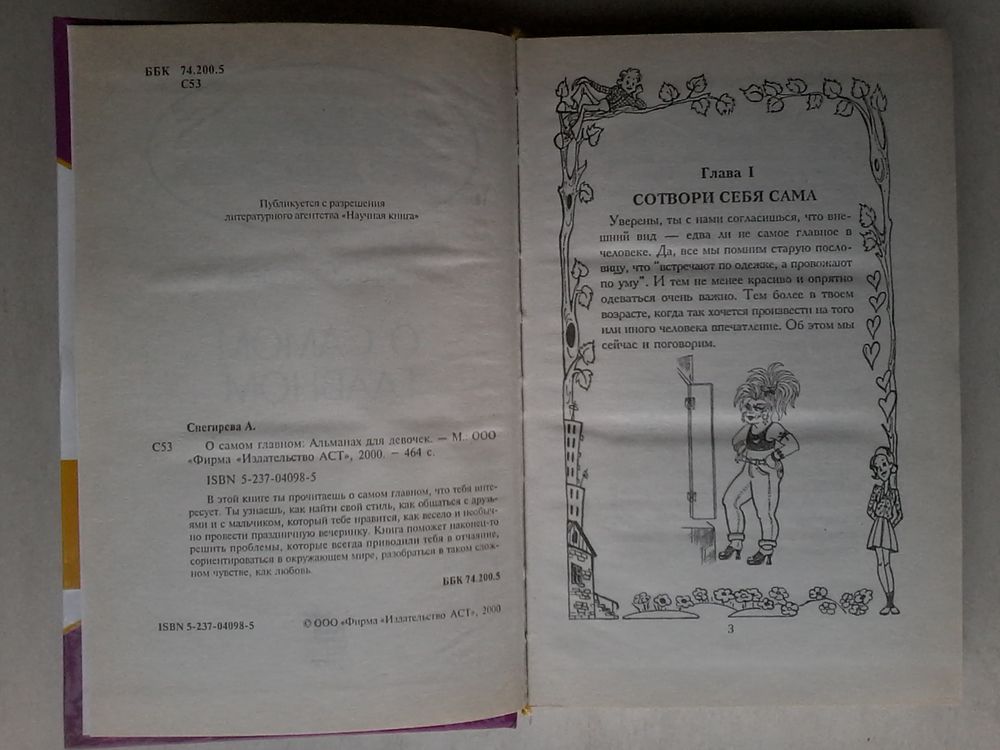 ББК 74.200.5
С53
Публикуется с разрешения
литературного агентства «Научная книга»
Снегирева А.
С53 О самом главном: Альманах для девочек. — М.: ООО
«Фирма «Издательство АСТ», 2000. — 464 с.
ISBN 5-237-04098-5
В этой книге ты прочитаешь о самом главном, что тебя инте-
ресует. Ты узнаешь, как найти свой стиль, как общаться с друзь-
ями и с мальчиком, который тебе нравится, как весело и необыч-
но провести праздничную вечеринку. Книга поможет наконец-то
решить проблемы, которые всегда приводили тебя в отчаяние,
сориентироваться в окружающем мире, разобраться в таком слож-
ном чувстве, как любовь.
ББК 74.200.5
ISBN 5-237-04098-5
© ООО «Фирма «Издательство АСТ», 2000
Глава I
СОТВОРИ СЕБЯ САМА
Уверены, ты с нами согласишься, что вне-
шний вид — едва ли не самое главное в
человеке. Да, все мы помним старую посло-
вицу, что "встречают по одежке, а провожают
по уму". И тем не менее красиво и опрятно
одеваться очень важно. Тем более в твоем
возрасте, когда так хочется произвести на того
или иного человека впечатление. Об этом мы
сейчас и поговорим.
3